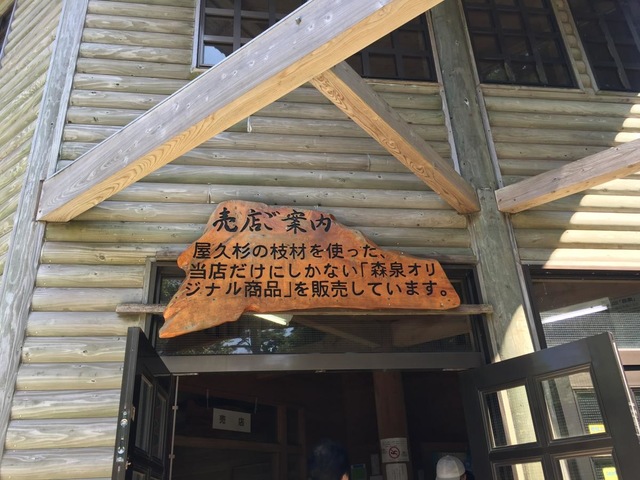 売店ご案内
屋久杉の枝材を使った、
当店だけにしかない「森泉オリ
ジナル商品」を販売しています。
売店